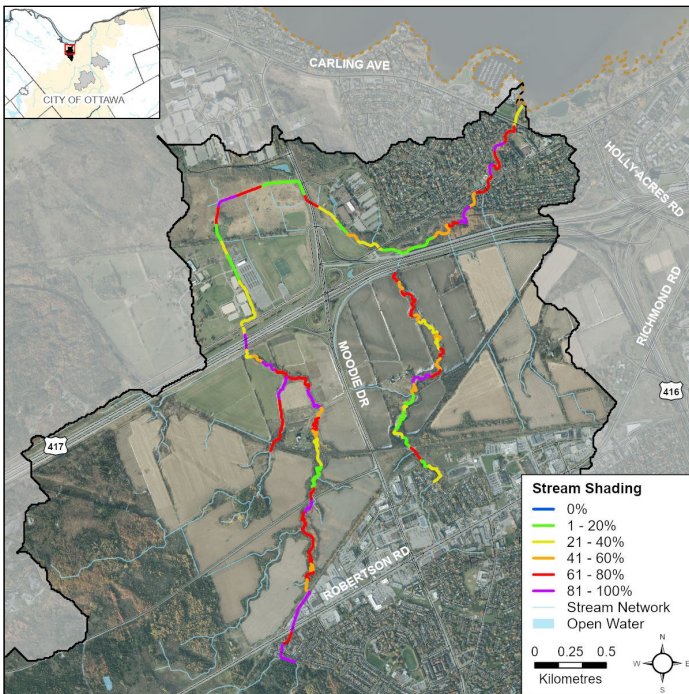 CITY OF OTTAWA
CARLING AVE
HOLLY ACRES RD
RICHMOND RD
MOODIE DR
416
417
ROBERTSON RD
Stream Shading
0%
1 - 20%
21 - 40%
41 - 60%
61 - 80%
81 - 100%
Stream Network
Open Water
0 0.25 0.5
Kilometres
N
W E
S